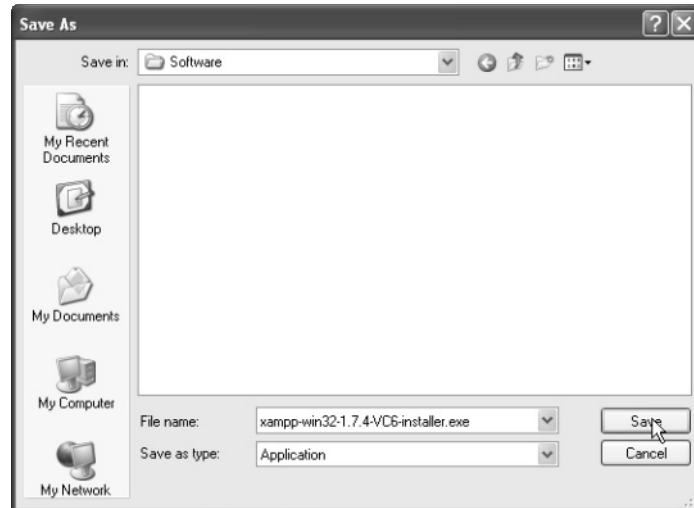 Save As
Save in:
Software
My Recent
Documents
Desktop
My Documents
My Computer
My Network
File name:
xampp-win32-1.7.4-VC6-installer.exe
Save
Save as type:
Application
Cancel